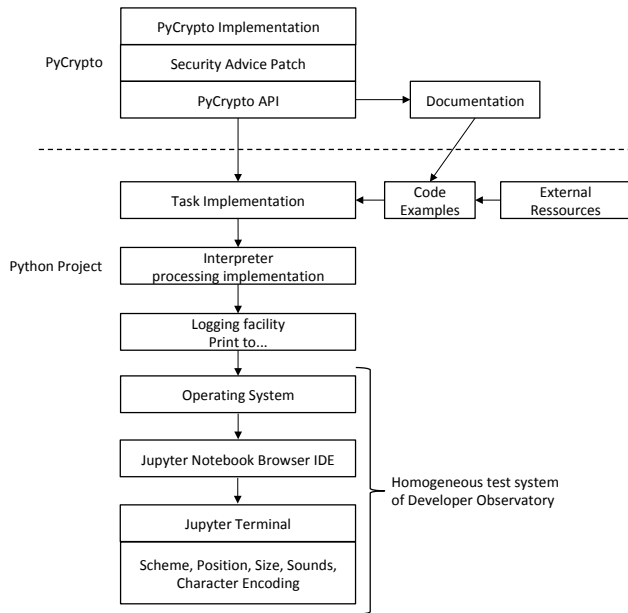 PyCrypto Implementation
PyCrypto
Security Advice Patch
PyCrypto API
Documentation
Task Implementation
Code
Examples
External
Ressources
Python Project
Interpreter
processing implementation
Logging facility
Print to...
Operating System
Jupyter Notebook Browser IDE
Homogeneous test system
of Developer Observatory
Jupyter Terminal
Scheme, Position, Size, Sounds,
Character Encoding